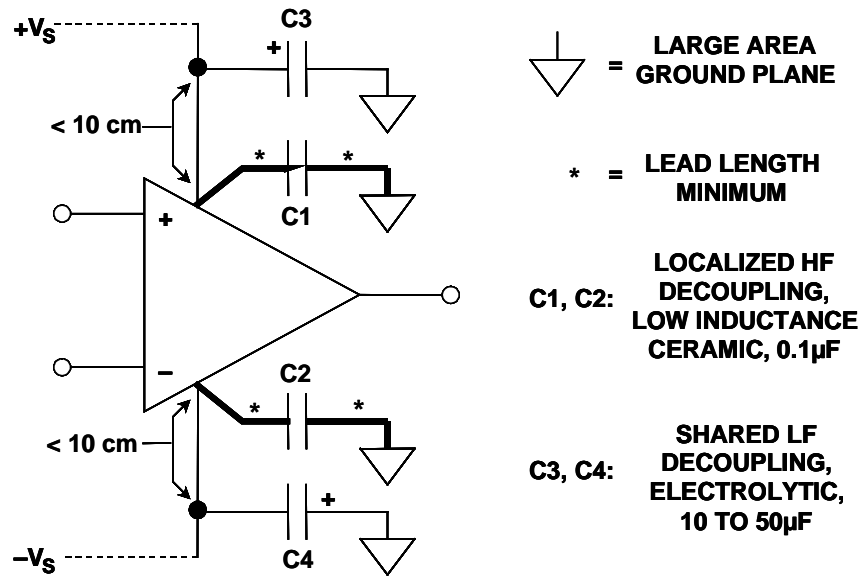 +VS
C3
+
< 10 cm
*
*
C1
+
−
C2
*
*
< 10 cm
+
C4
−VS
= LARGE AREA
GROUND PLANE
* = LEAD LENGTH
MINIMUM
C1, C2: LOCALIZED HF
DECOUPLING,
LOW INDUCTANCE
CERAMIC, 0.1µF
C3, C4: SHARED LF
DECOUPLING,
ELECTROLYTIC,
10 TO 50µF